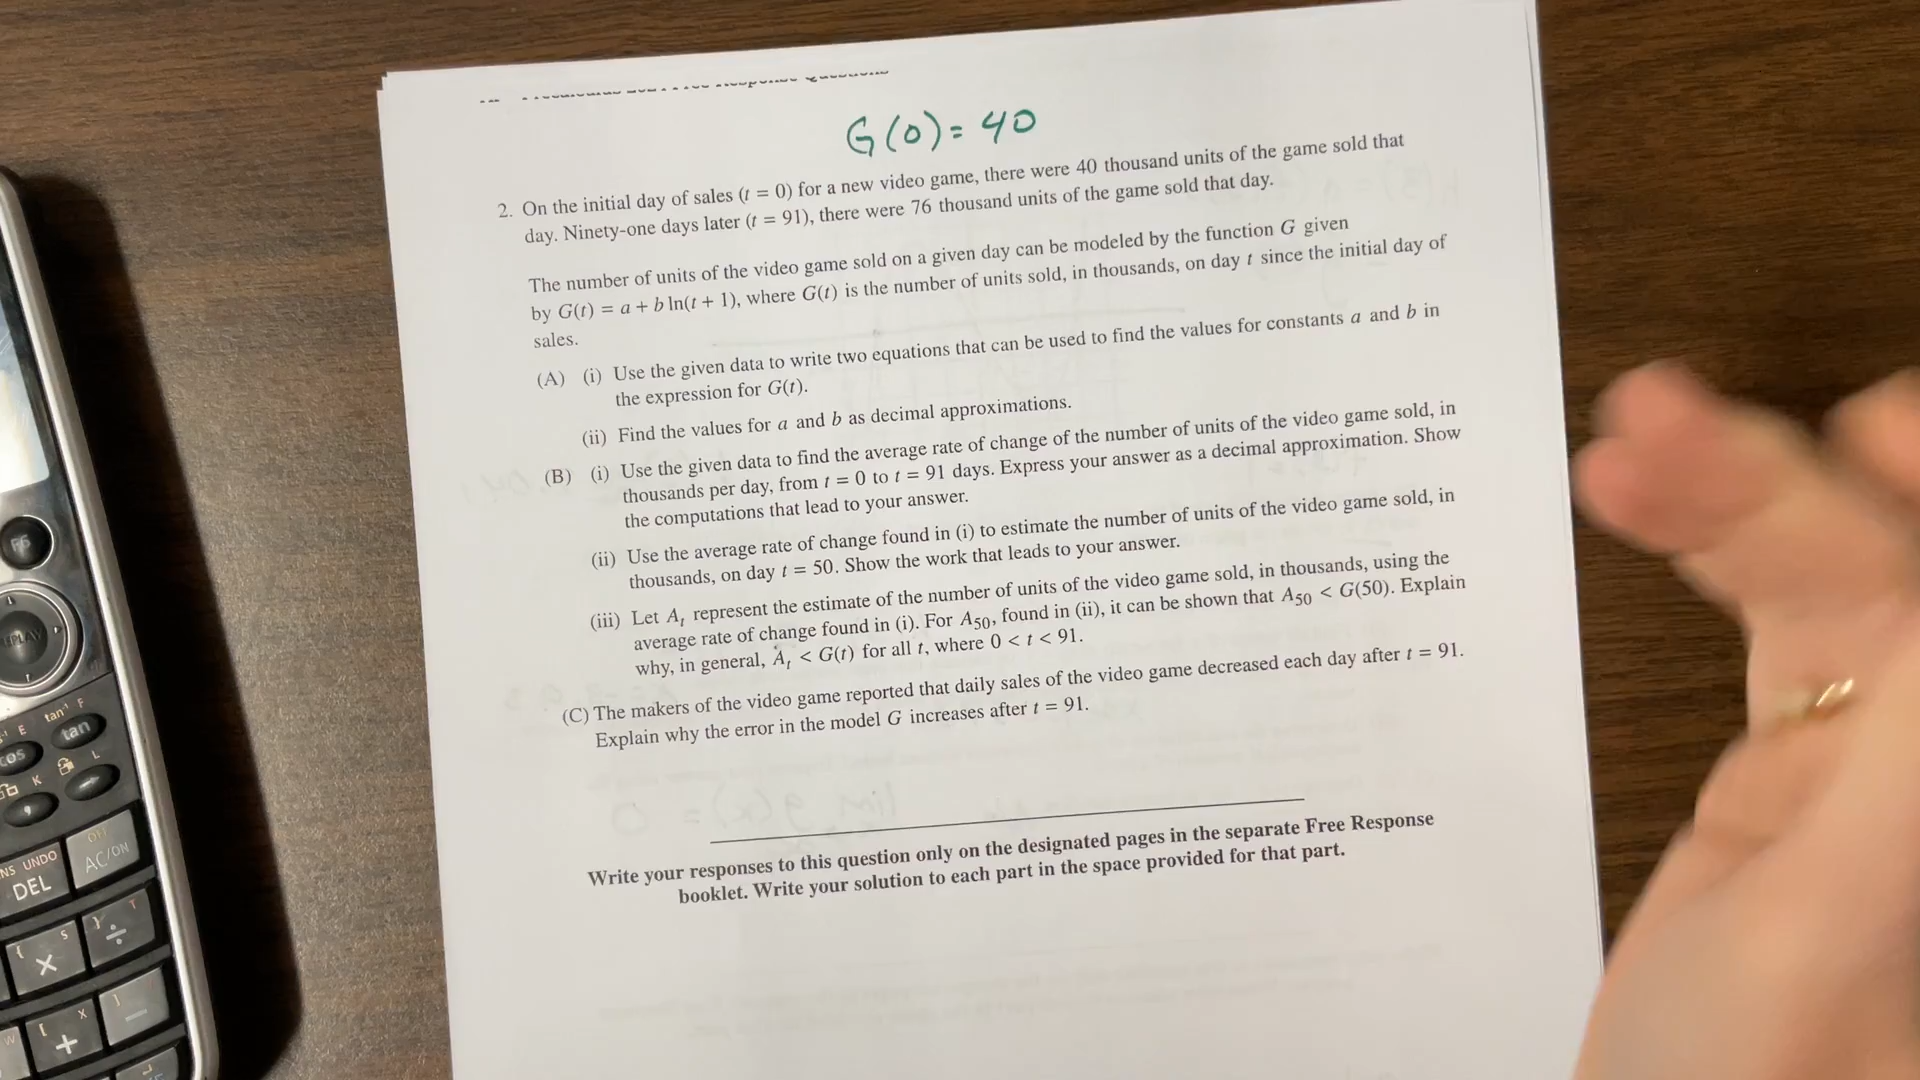 G(0) = 40
2. On the initial day of sales (t = 0) for a new video game, there were 40 thousand units of the game sold that
day. Ninety-one days later (t = 91), there were 76 thousand units of the game sold that day.
The number of units of the video game sold on a given day can be modeled by the function G given
by G(t) = a + b ln(t + 1), where G(t) is the number of units sold, in thousands, on day t since the initial day of
sales.
(A) (i) Use the given data to write two equations that can be used to find the values for constants a and b in
the expression for G(t).
(ii) Find the values for a and b as decimal approximations.
(B) (i) Use the given data to find the average rate of change of the number of units of the video game sold, in
thousands per day, from t = 0 to t = 91 days. Express your answer as a decimal approximation. Show
the computations that lead to your answer.
(ii) Use the average rate of change found in (i) to estimate the number of units of the video game sold, in
thousands, on day t = 50. Show the work that leads to your answer.
(iii) Let Aₜ represent the estimate of the number of units of the video game sold, in thousands, using the
average rate of change found in (i). For A₅₀, found in (ii), it can be shown that A₅₀ < G(50). Explain
why, in general, Aₜ < G(t) for all t, where 0 < t < 91.
(C) The makers of the video game reported that daily sales of the video game decreased each day after t = 91.
Explain why the error in the model G increases after t = 91.
Write your responses to this question only on the designated pages in the separate Free Response
booklet. Write your solution to each part in the space provided for that part.
REPLAY
tan⁻¹ F
E
cos
tan
K
L
UNDO
OFF
DEL
AC/ON
S
T
×
÷
X
+
−